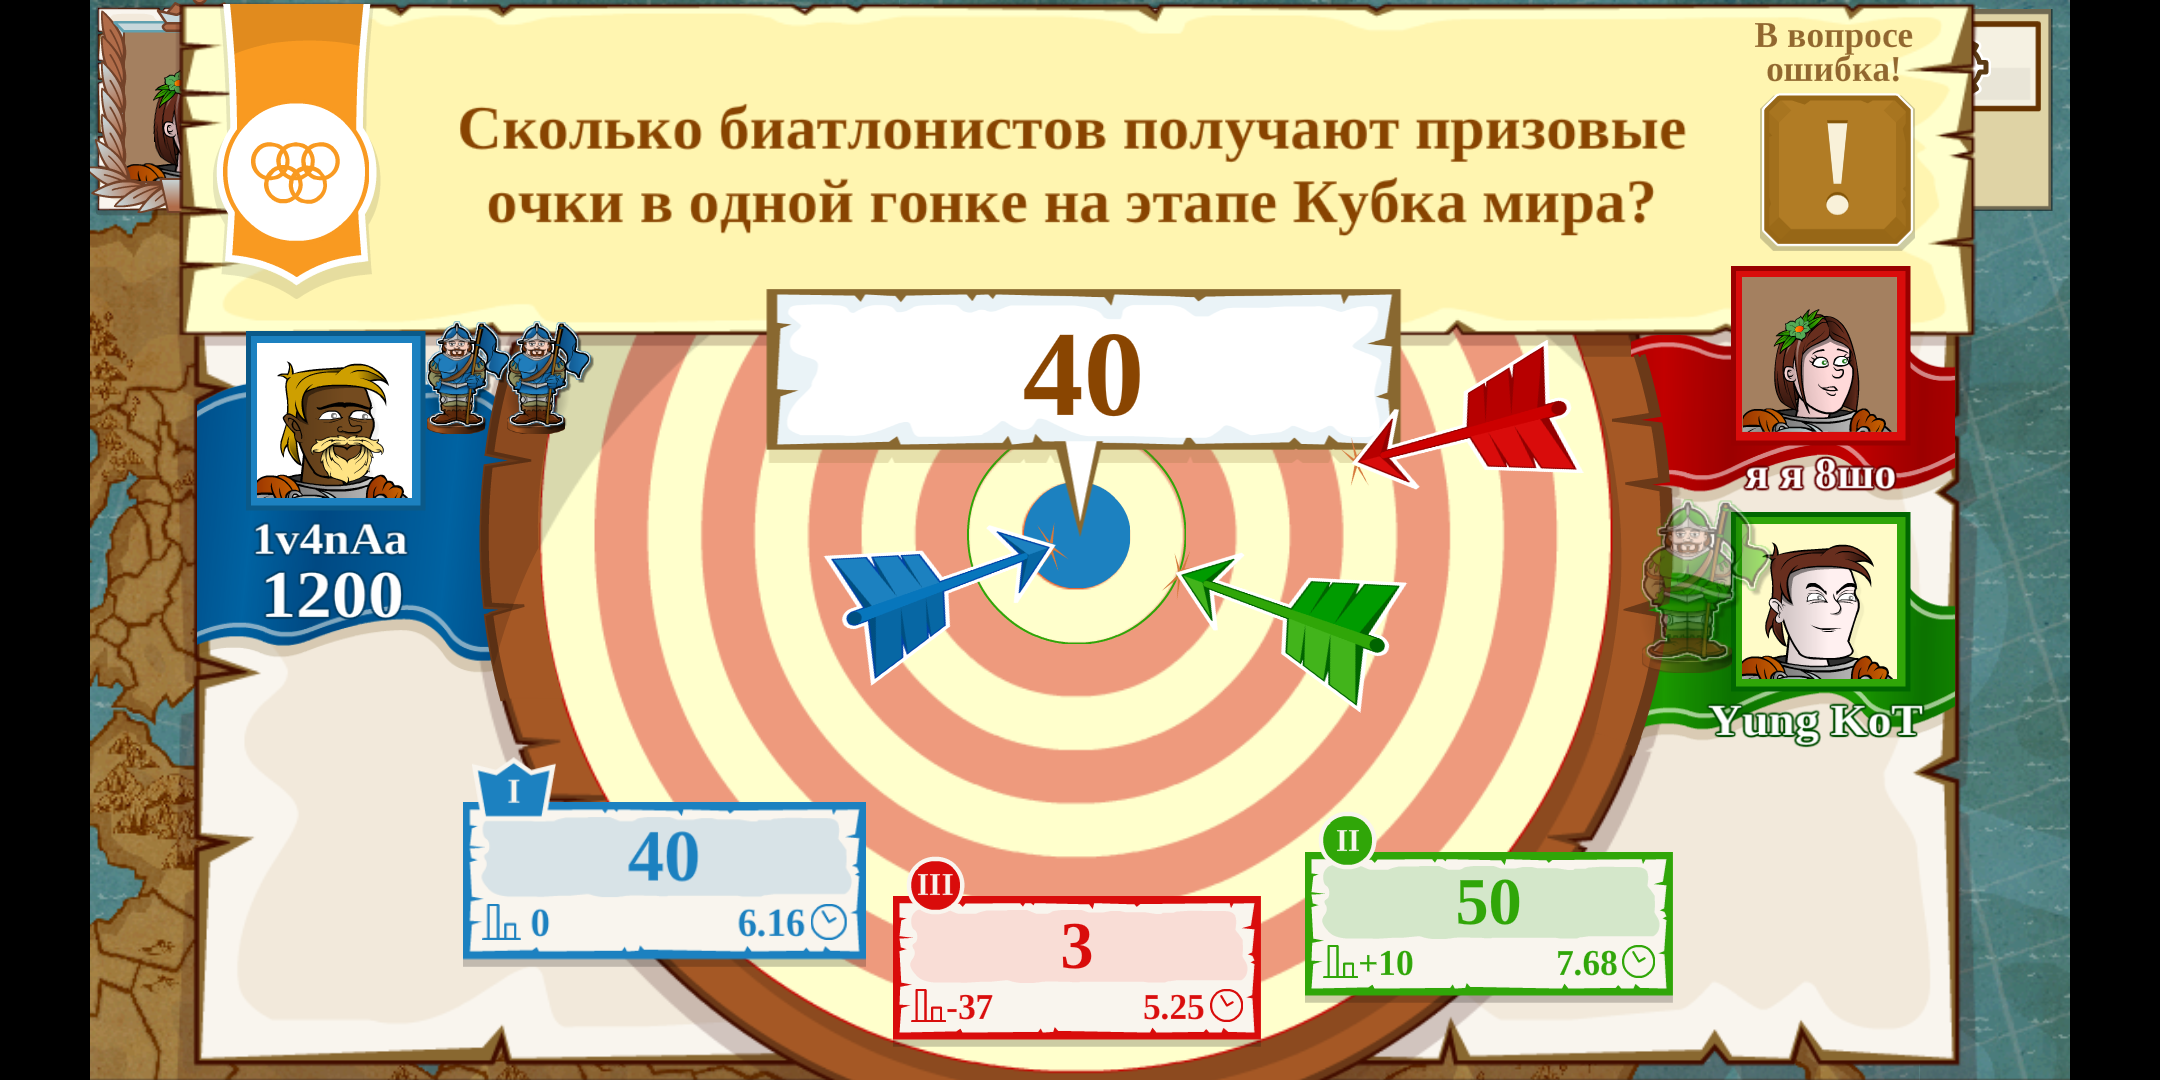 В вопросе
ошибка!
Сколько биатлонистов получают призовые
очки в одной гонке на этапе Кубка мира?
!
40
1v4nAa
1200
я я 8шо
Yung KoT
I
40
0 6.16
III
3
-37 5.25
II
50
+10 7.68